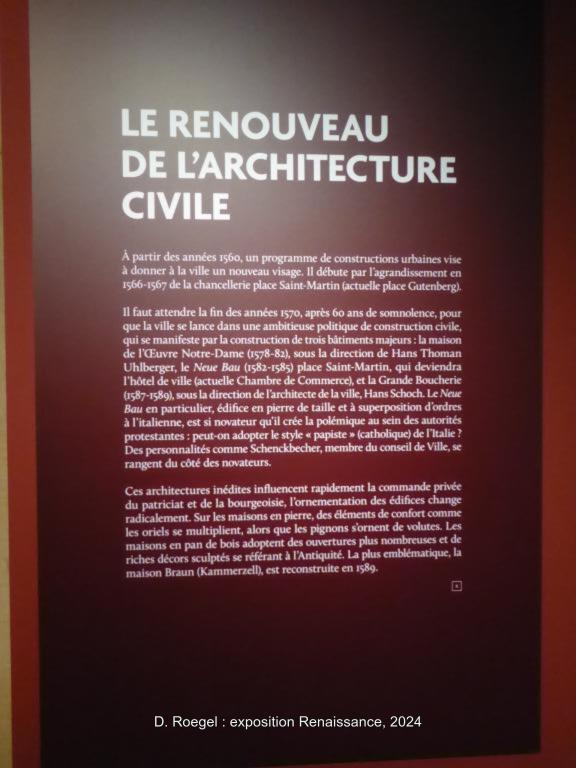 LE RENOUVEAU
DE L'ARCHITECTURE
CIVILE
À partir des années 1560, un programme de constructions urbaines vise
à donner à la ville un nouveau visage. Il débute par l'agrandissement en
1566-1567 de la chancellerie place Saint-Martin (actuelle place Gutenberg).
Il faut attendre la fin des années 1570, après 60 ans de somnolence, pour
que la ville se lance dans une ambitieuse politique de construction civile,
qui se manifeste par la construction de trois bâtiments majeurs : la maison
de l'Œuvre Notre-Dame (1578-82), sous la direction de Hans Thoman
Uhlberger, le Neue Bau (1582-1585) place Saint-Martin, qui deviendra
l'hôtel de ville (actuelle Chambre de Commerce), et la Grande Boucherie
(1587-1589), sous la direction de l'architecte de la ville, Hans Schoch. Le Neue
Bau en particulier, édifice en pierre de taille et à superposition d'ordres
à l'italienne, est si novateur qu'il crée la polémique au sein des autorités
protestantes : peut-on adopter le style « papiste » (catholique) de l'Italie ?
Des personnalités comme Schenckbecher, membre du conseil de Ville, se
rangent du côté des novateurs.
Ces architectures inédites influencent rapidement la commande privée
du patriciat et de la bourgeoisie, l'ornementation des édifices change
radicalement. Sur les maisons en pierre, des éléments de confort comme
les oriels se multiplient, alors que les pignons s'ornent de volutes. Les
maisons en pan de bois adoptent des ouvertures plus nombreuses et de
riches décors sculptés se référant à l'Antiquité. La plus emblématique, la
maison Braun (Kammerzell), est reconstruite en 1589.
D. Roegel : exposition Renaissance, 2024